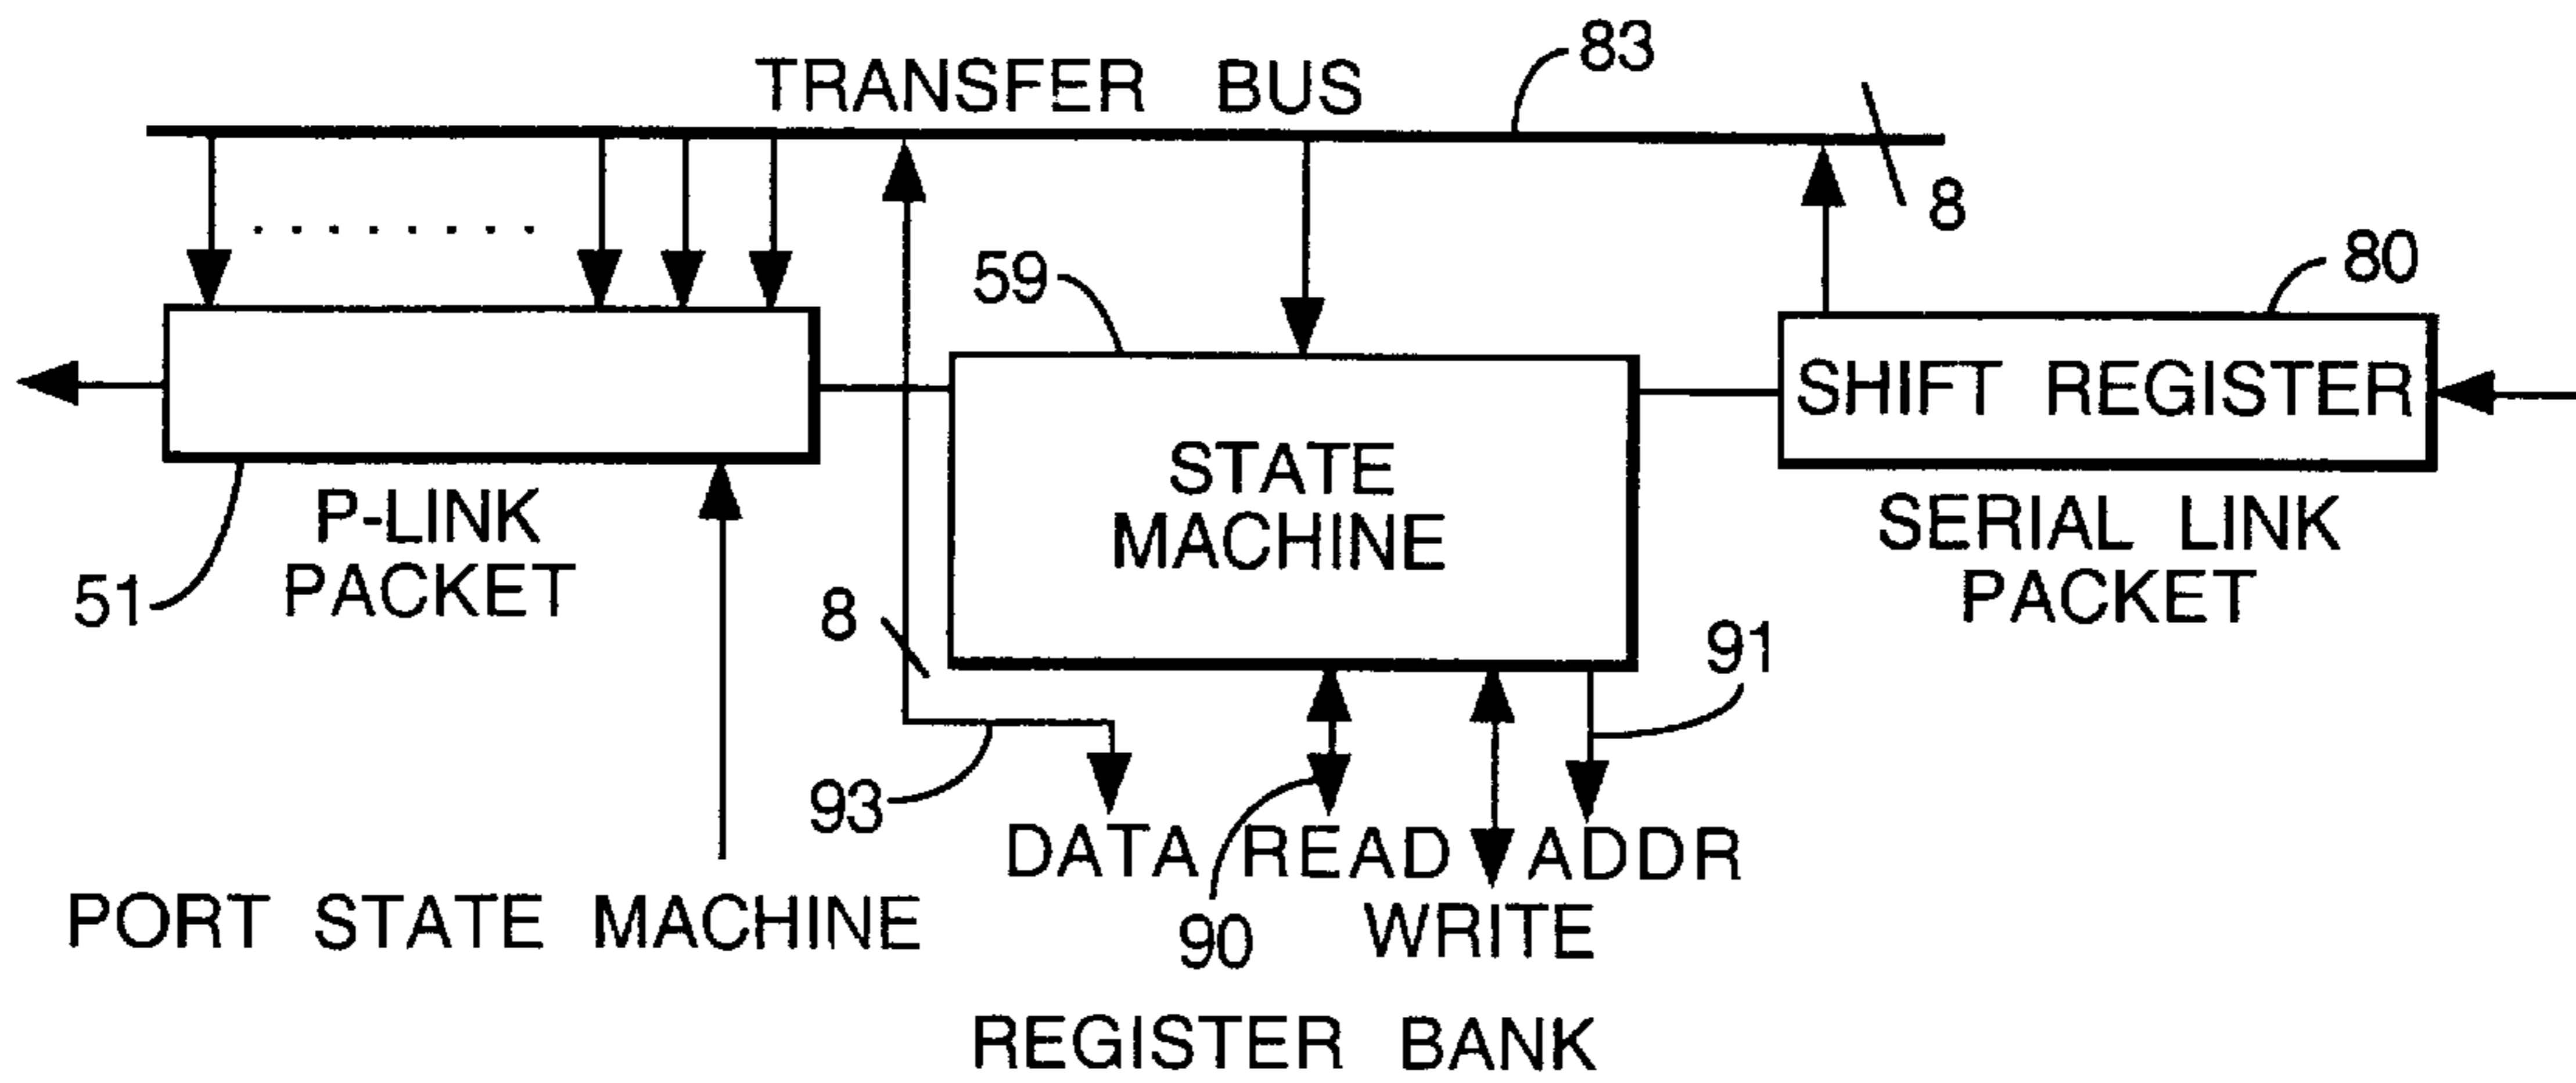 TRANSFER BUS
83
8
59
80
SHIFT REGISTER
STATE
MACHINE
P-LINK
PACKET
SERIAL LINK
PACKET
51
8
91
93
DATA READ ADDR
WRITE
90
PORT STATE MACHINE
REGISTER BANK